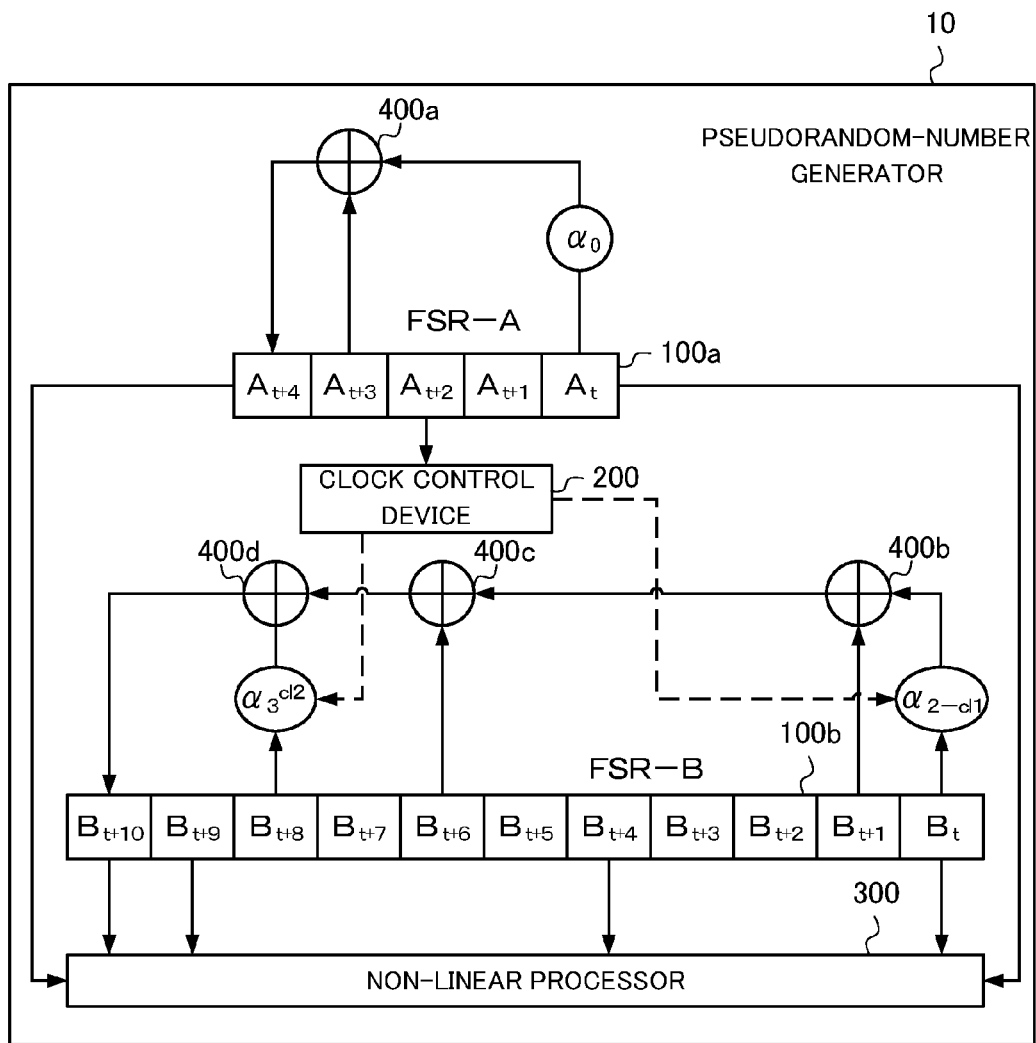 10
PSEUDORANDOM-NUMBER
GENERATOR
400a
α₀
FSR-A
100a
Aₜ₊₄ Aₜ₊₃ Aₜ₊₂ Aₜ₊₁ Aₜ
CLOCK CONTROL
DEVICE
200
400d 400c 400b
α₃^cl2
α₂₋cl1
FSR-B
100b
Bₜ₊₁₀ Bₜ₊₉ Bₜ₊₈ Bₜ₊₇ Bₜ₊₆ Bₜ₊₅ Bₜ₊₄ Bₜ₊₃ Bₜ₊₂ Bₜ₊₁ Bₜ
300
NON-LINEAR PROCESSOR